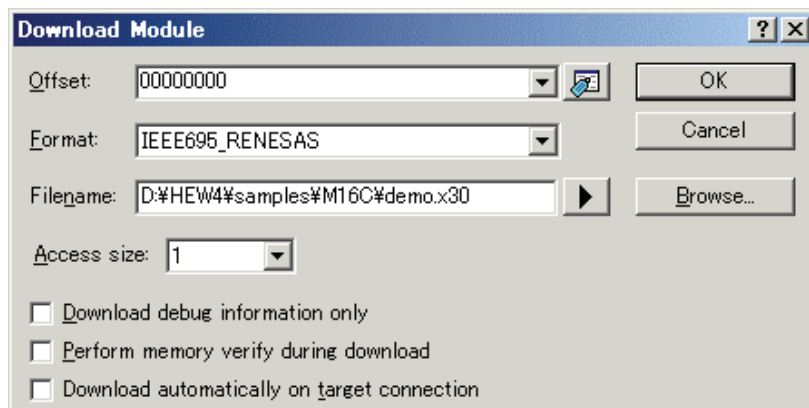 Download Module
Offset: 00000000
OK
Format: IEEE695_RENESAS
Cancel
Filename: D:¥HEW4¥samples¥M16C¥demo.x30
Browse...
Access size: 1
Download debug information only
Perform memory verify during download
Download automatically on target connection